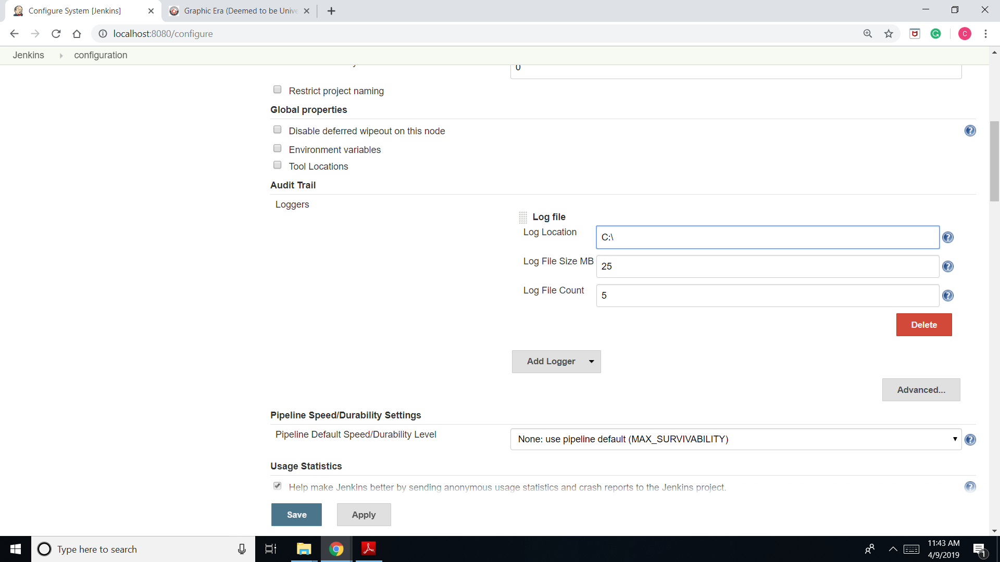 Configure System [Jenkins]
Graphic Era (Deemed to be Unive
localhost:8080/configure
C
Jenkins
configuration
0
Restrict project naming
Global properties
Disable deferred wipeout on this node
Environment variables
Tool Locations
Audit Trail
Loggers
Log file
Log Location
C:\
Log File Size MB
25
Log File Count
5
Delete
Add Logger
Advanced...
Pipeline Speed/Durability Settings
Pipeline Default Speed/Durability Level
None: use pipeline default (MAX_SURVIVABILITY)
Usage Statistics
Help make Jenkins better by sending anonymous usage statistics and crash reports to the Jenkins project.
Save
Apply
Type here to search
11:43 AM
4/9/2019
1